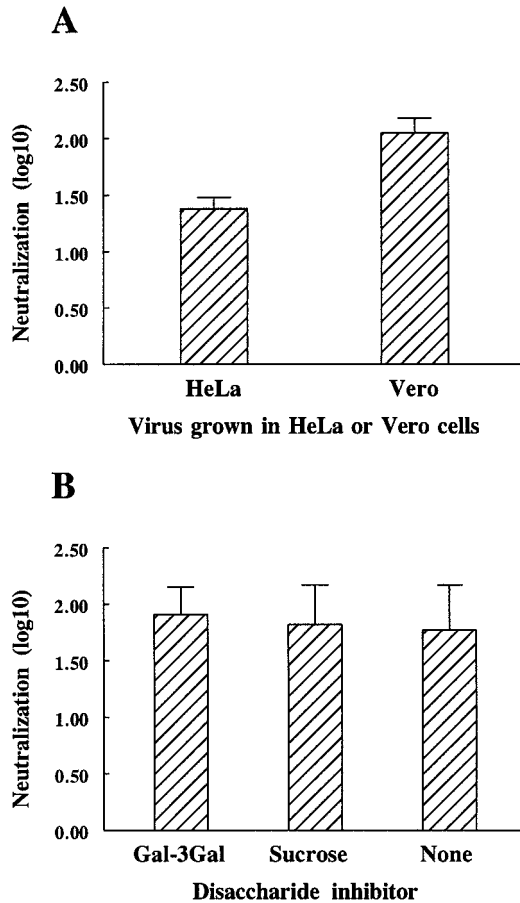 A
Neutralization (log10)
2.50
2.00
1.50
1.00
0.50
0.00
HeLa Vero
Virus grown in HeLa or Vero cells
B
Neutralization (log10)
2.50
2.00
1.50
1.00
0.50
0.00
Gal-3Gal Sucrose None
Disaccharide inhibitor